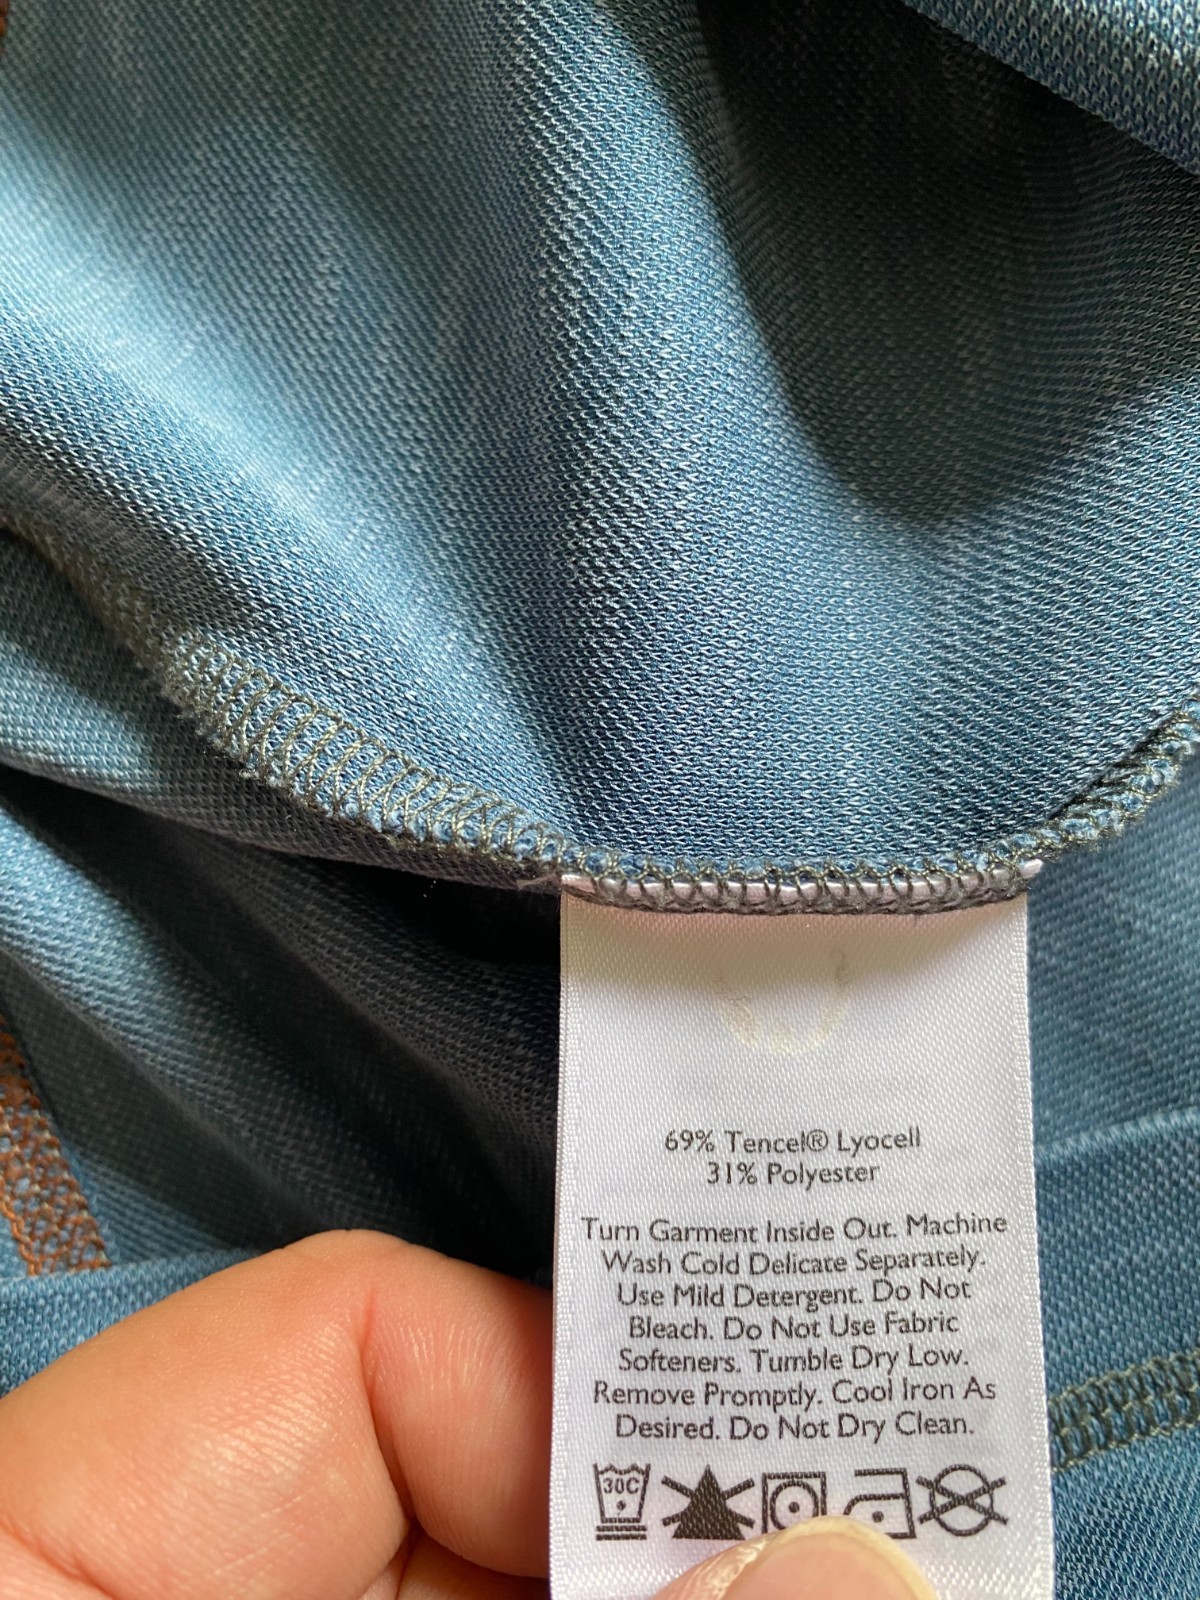 69% Tencel® Lyocell
31% Polyester
Turn Garment Inside Out. Machine
Wash Cold Delicate Separately.
Use Mild Detergent. Do Not
Bleach. Do Not Use Fabric
Softeners. Tumble Dry Low.
Remove Promptly. Cool Iron As
Desired. Do Not Dry Clean.
30C